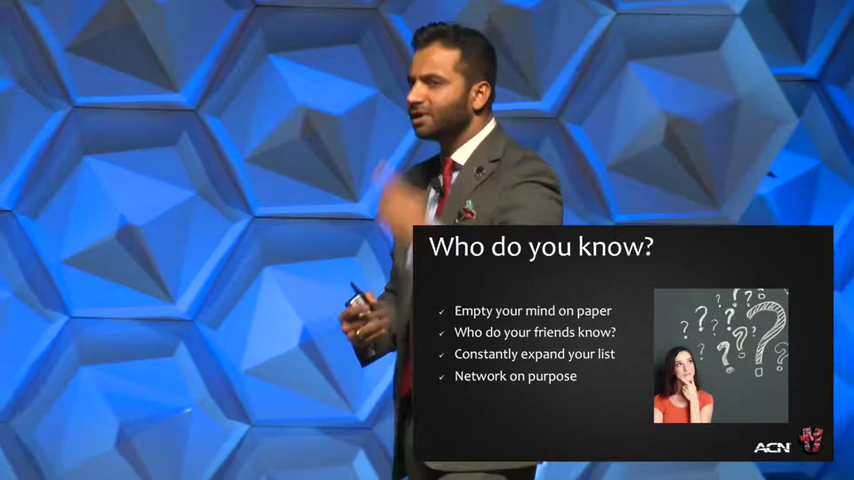 Who do you know?
Empty your mind on paper
Who do your friends know?
Constantly expand your list
Network on purpose
ACN